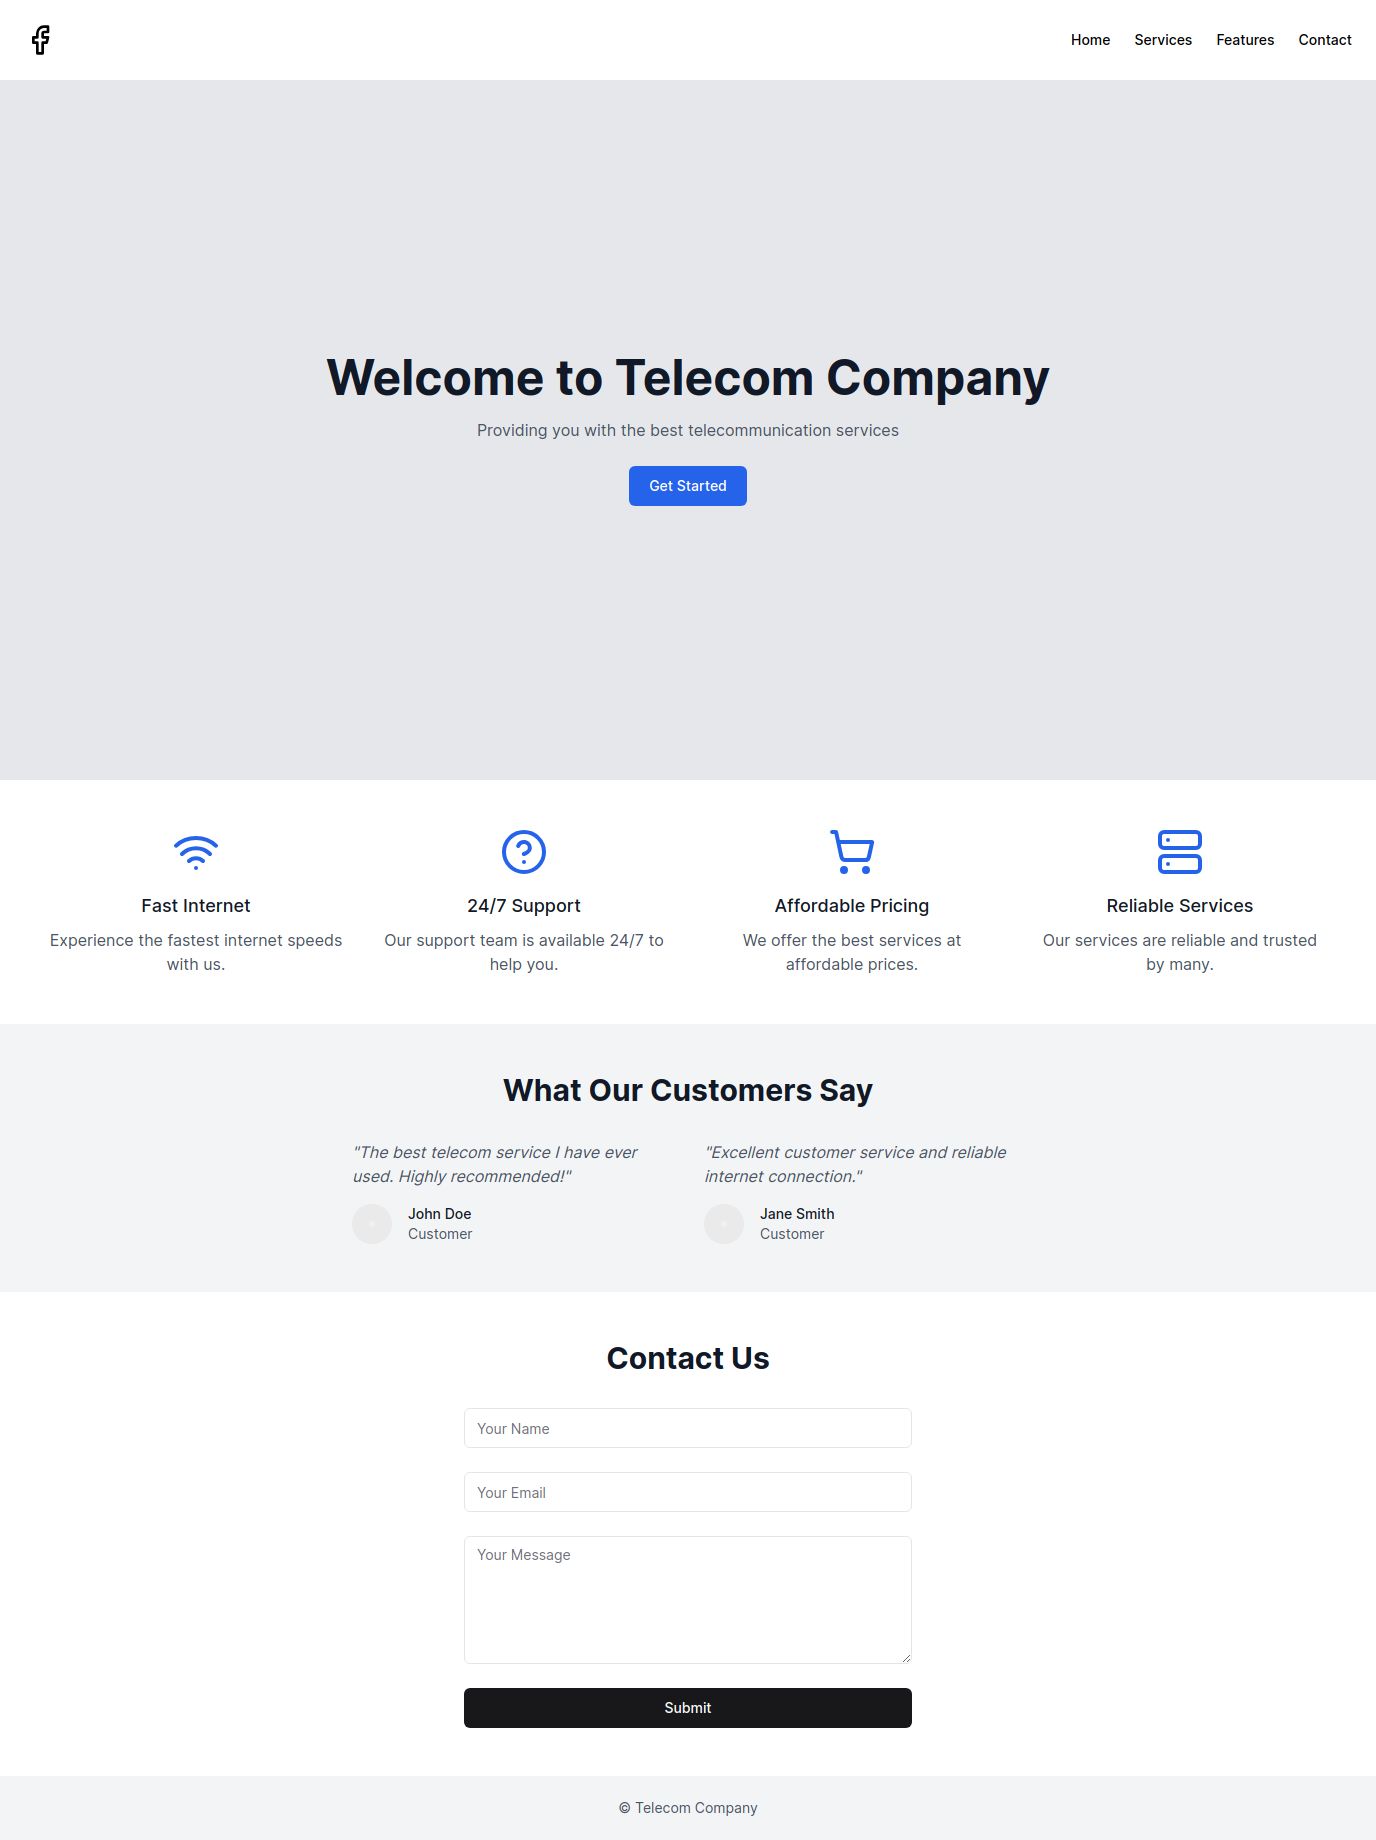 Home Services Features Contact
Welcome to Telecom Company
Providing you with the best telecommunication services
Get Started
Fast Internet
Experience the fastest internet speeds
with us.
24/7 Support
Our support team is available 24/7 to
help you.
Affordable Pricing
We offer the best services at
affordable prices.
Reliable Services
Our services are reliable and trusted
by many.
What Our Customers Say
"The best telecom service I have ever
used. Highly recommended!"
John Doe
Customer
"Excellent customer service and reliable
internet connection."
Jane Smith
Customer
Contact Us
Your Name
Your Email
Your Message
Submit
© Telecom Company